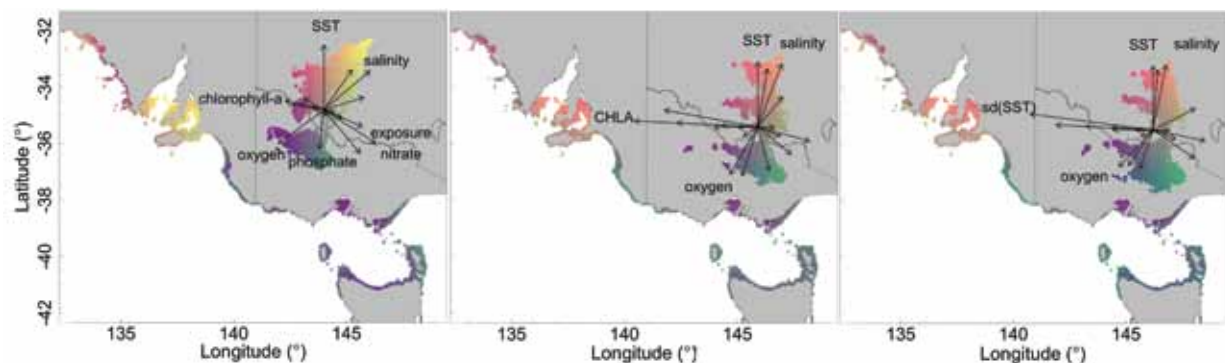 -32
-34
-36
-38
-40
-42
Latitude (°)
SST
salinity
chlorophyll-a
exposure
oxygen
phosphate
nitrate
135
140
145
Longitude (°)
SST
salinity
CHLA
oxygen
135
140
145
Longitude (°)
SST
salinity
sd(SST)
oxygen
135
140
145
Longitude (°)